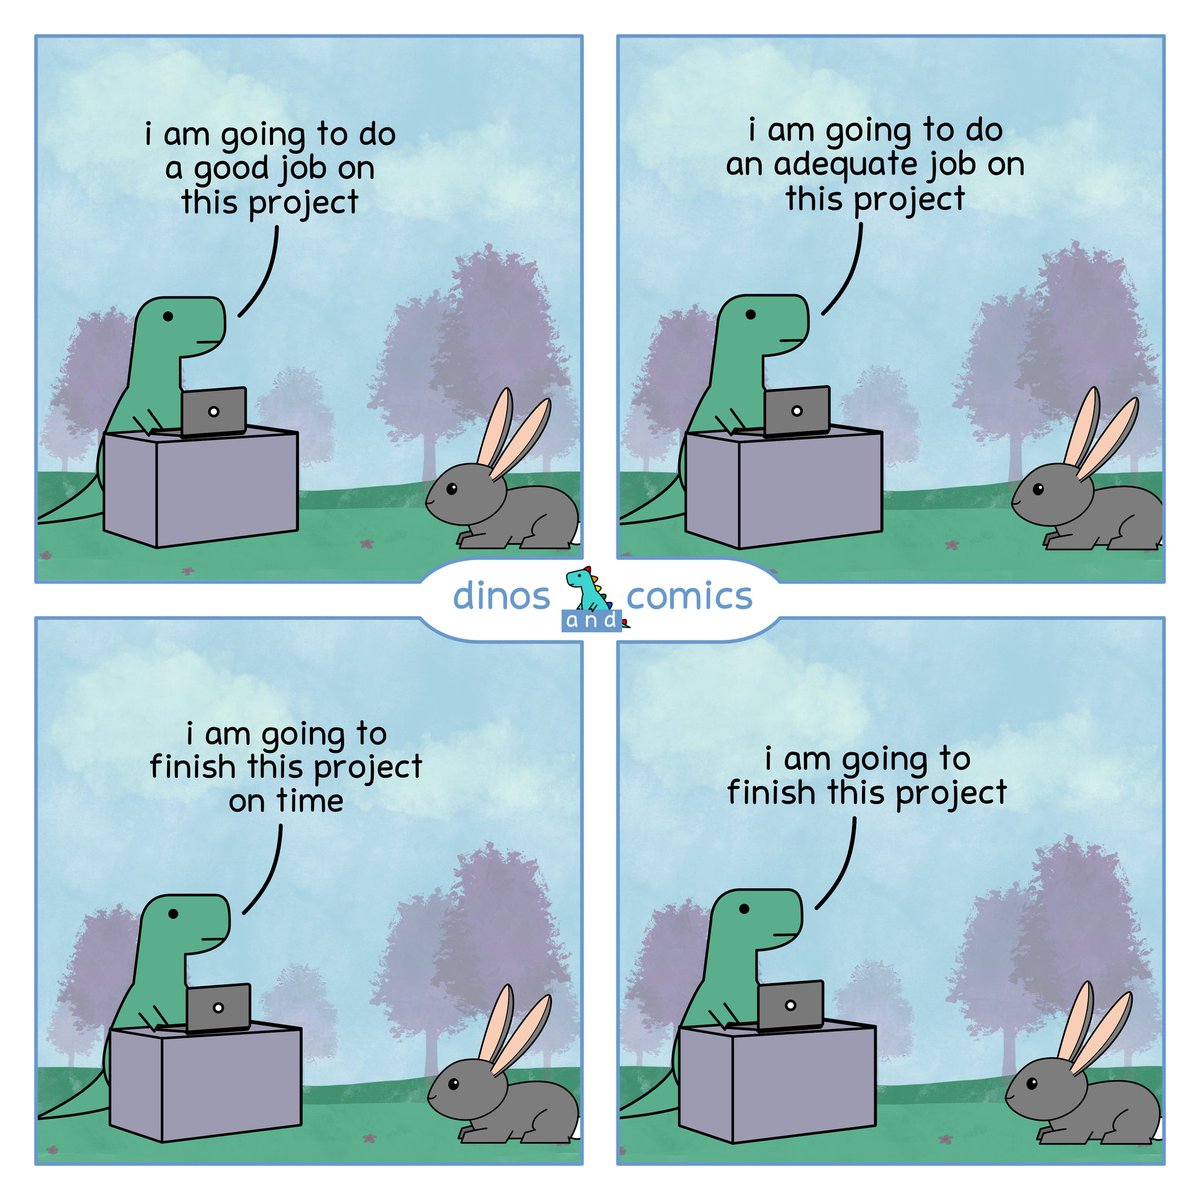 i am going to do
a good job on
this project
i am going to do
an adequate job on
this project
dinos and comics
i am going to
finish this project
on time
i am going to
finish this project